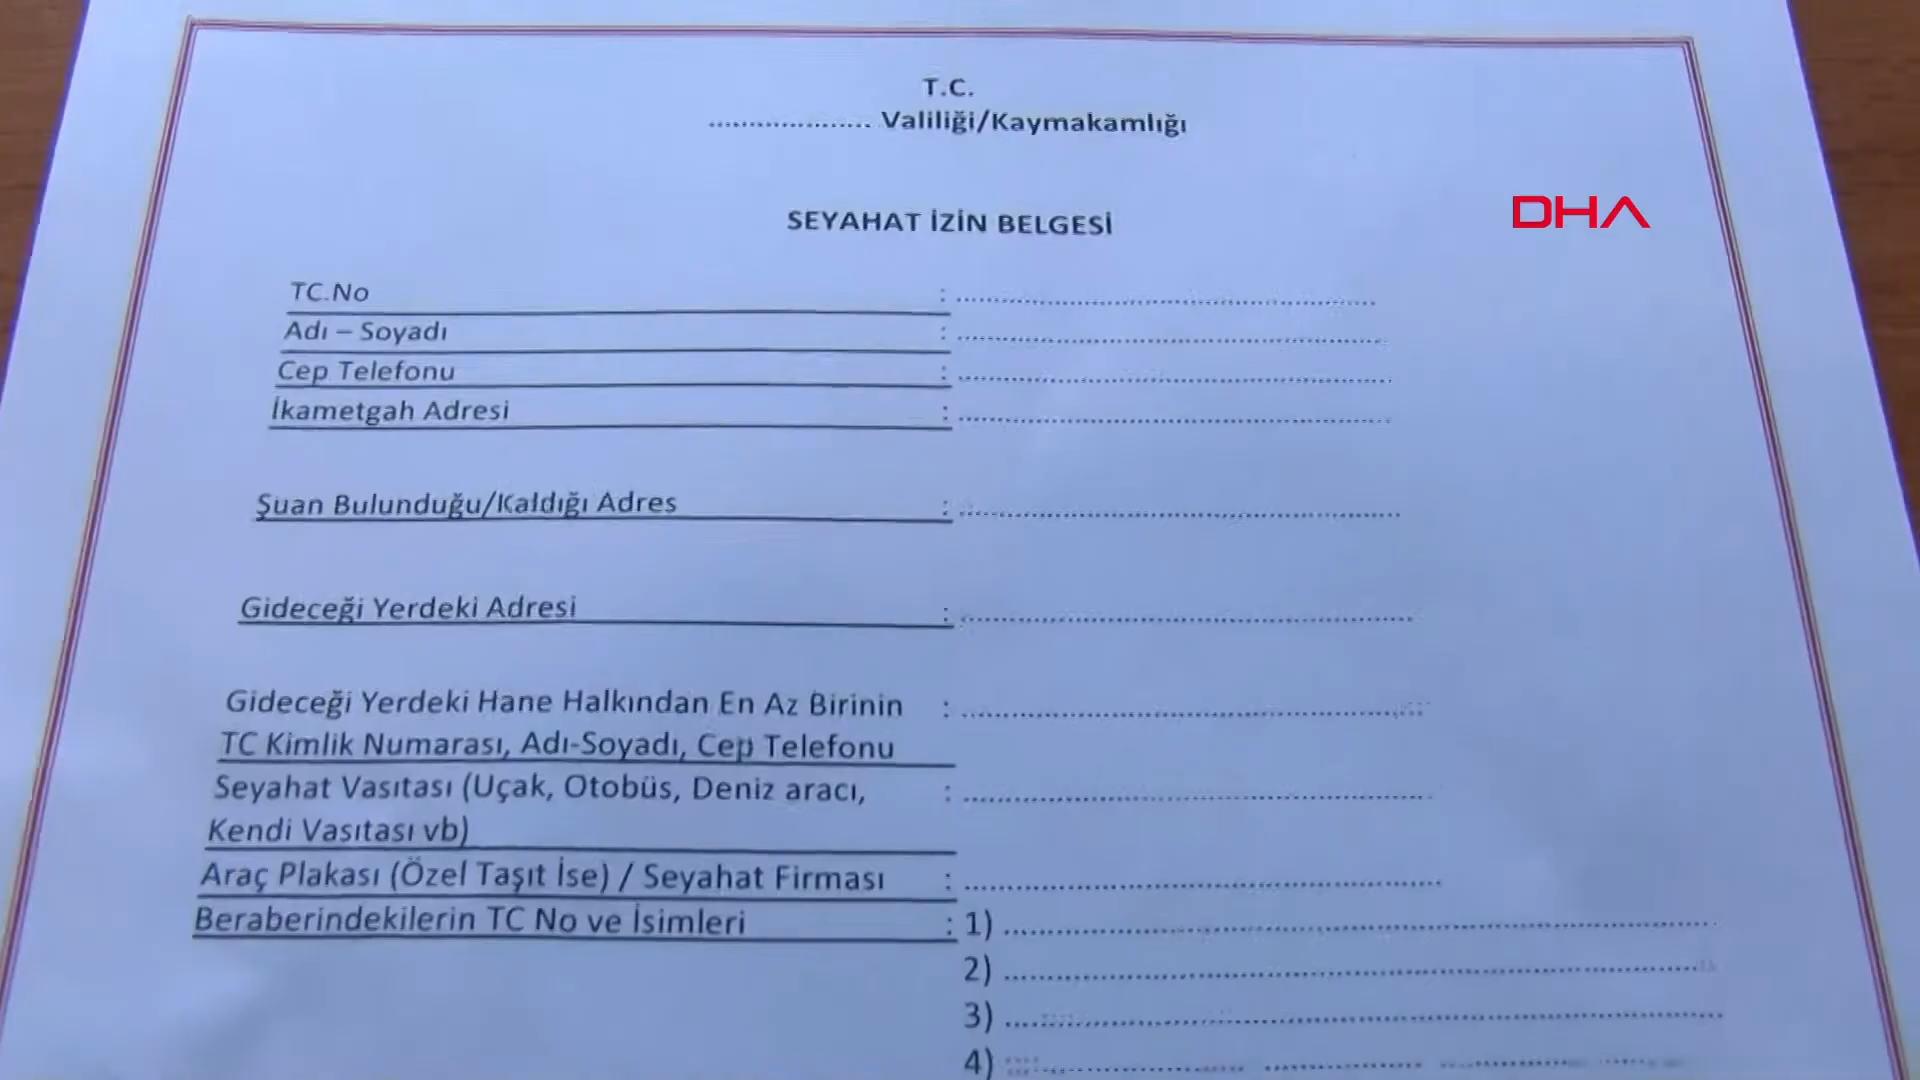 T.C.
.................... Valiliği/Kaymakamlığı
SEYAHAT İZİN BELGESİ
DHA
TC.No : ....................
Adı – Soyadı : ....................
Cep Telefonu : ....................
İkametgah Adresi : ....................
Şuan Bulunduğu/Kaldığı Adres : ....................
Gideceği Yerdeki Adresi : ....................
Gideceği Yerdeki Hane Halkından En Az Birinin : ....................
TC Kimlik Numarası, Adı-Soyadı, Cep Telefonu
Seyahat Vasıtası (Uçak, Otobüs, Deniz aracı, : ....................
Kendi Vasıtası vb)
Araç Plakası (Özel Taşıt İse) / Seyahat Firması : ....................
Beraberindekilerin TC No ve İsimleri : 1) ....................
2) ....................
3) ....................
4) ....................